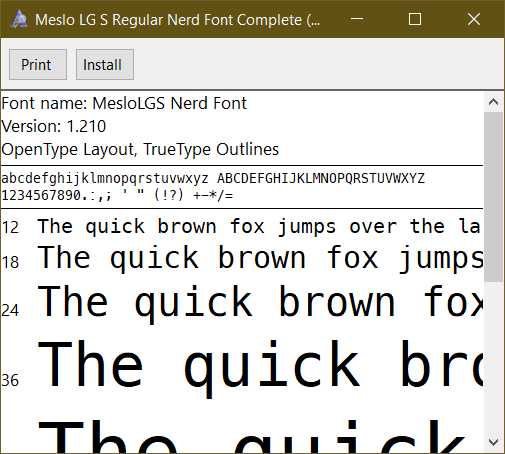 Meslo LG S Regular Nerd Font Complete (...
Print Install
Font name: MesloLGS Nerd Font
Version: 1.210
OpenType Layout, TrueType Outlines
abcdefghijklmnopqrstuvwxyz ABCDEFGHIJKLMNOPQRSTUVWXYZ
1234567890.:,; ' " (!?) +-*/=
12 The quick brown fox jumps over the la
18 The quick brown fox jumps
24 The quick brown fox
36 The quick bro
The quick